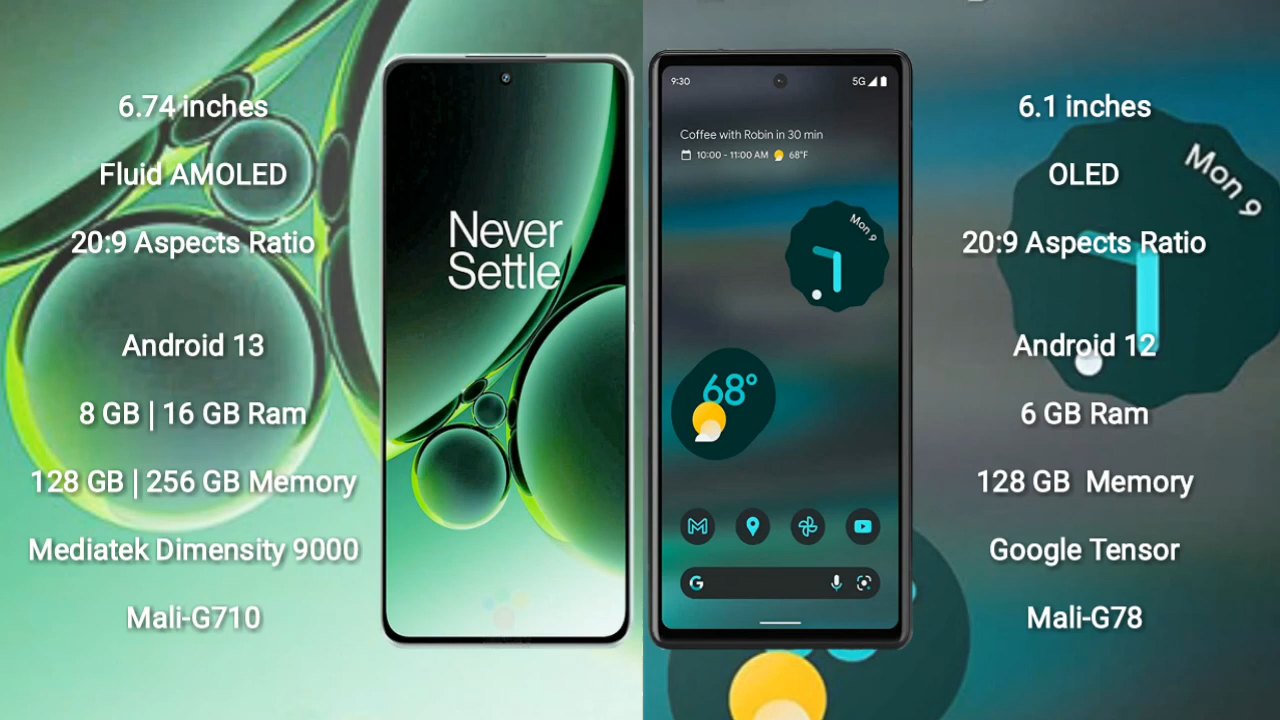 6.74 inches
Fluid AMOLED
20:9 Aspects Ratio
Android 13
8 GB | 16 GB Ram
128 GB | 256 GB Memory
Mediatek Dimensity 9000
Mali-G710
Never
Settle
9:30
5G
Coffee with Robin in 30 min
10:00 - 11:00 AM 68°F
Mon 9
68°
G
6.1 inches
OLED
20:9 Aspects Ratio
Android 12
6 GB Ram
128 GB Memory
Google Tensor
Mali-G78
Mon 9